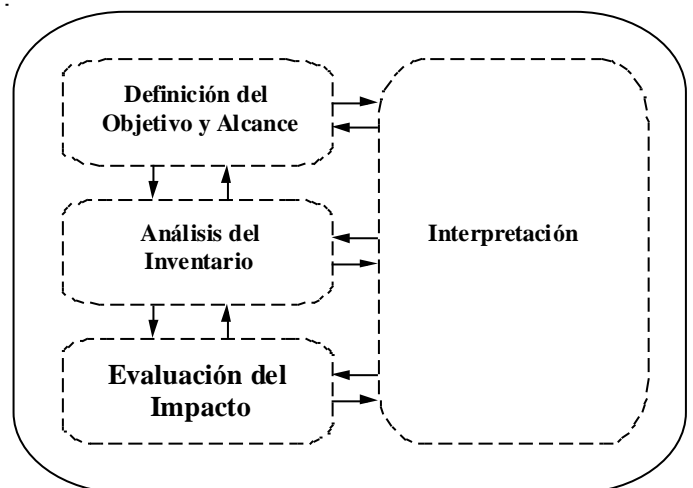 Definición del
Objetivo y Alcance
Análisis del
Inventario
Interpretación
Evaluación del
Impacto